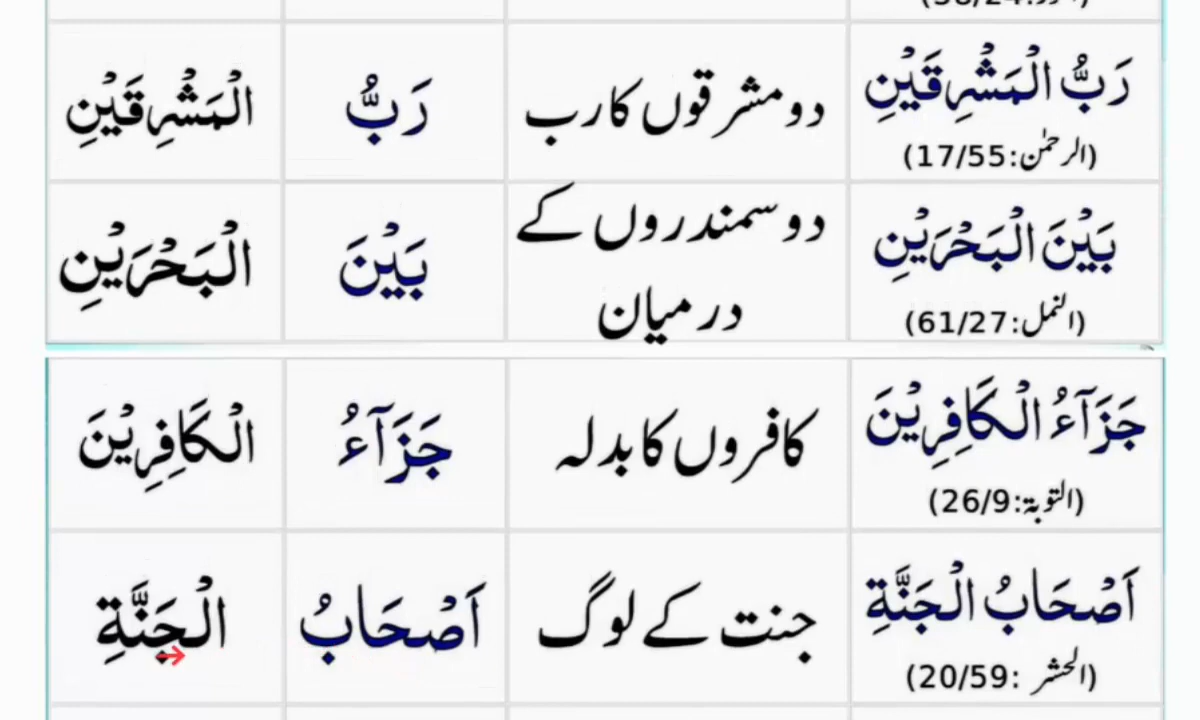 رَبُّ الْمَشْرِقَيْنِ
(الرحمٰن:17/55)
دو مشرقوں کا رب
رَبُّ
الْمَشْرِقَيْنِ
بَيْنَ الْبَحْرَيْنِ
(النمل:61/27)
دو سمندروں کے
درمیان
بَيْنَ
الْبَحْرَيْنِ
جَزَآءُ الْكَافِرِيْنَ
(التوبۃ:26/9)
کافروں کا بدلہ
جَزَآءُ
الْكَافِرِيْنَ
اَصْحَابُ الْجَنَّةِ
(الحشر :20/59)
جنت کے لوگ
اَصْحَابُ
الْجَنَّةِ